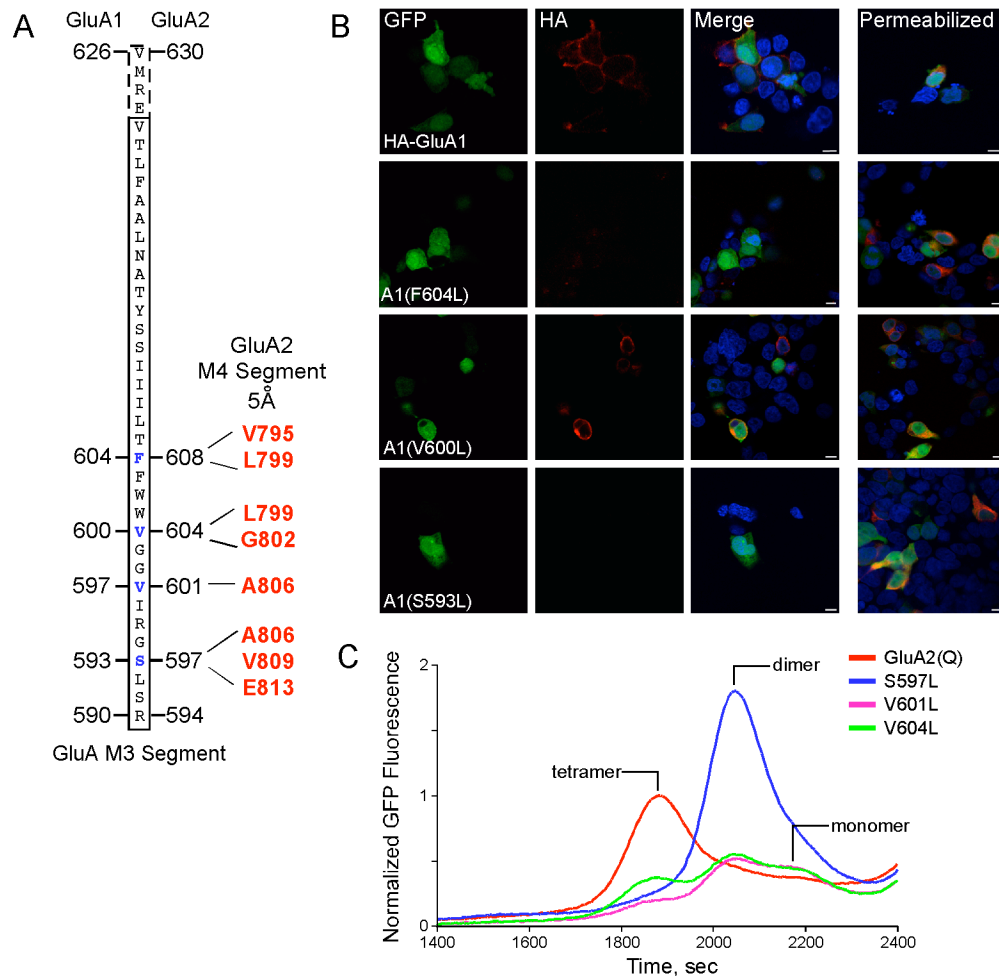 A
GluA1 GluA2
626 V 630
M
R
E
V
T
L
F
A
A
L
N
A
T
Y
S
S
I
I
I
L
T
604 F 608
F
W
W
600 V 604
G
G
597 V 601
I
R
G
593 S 597
L
S
590 R 594
GluA M3 Segment
GluA2
M4 Segment
5Å
V795
L799
L799
G802
A806
A806
V809
E813
B
GFP HA Merge Permeabilized
HA-GluA1
A1(F604L)
A1(V600L)
A1(S593L)
C
Normalized GFP Fluorescence
2
1
0
tetramer
dimer
monomer
GluA2(Q)
S597L
V601L
V604L
1400 1600 1800 2000 2200 2400
Time, sec